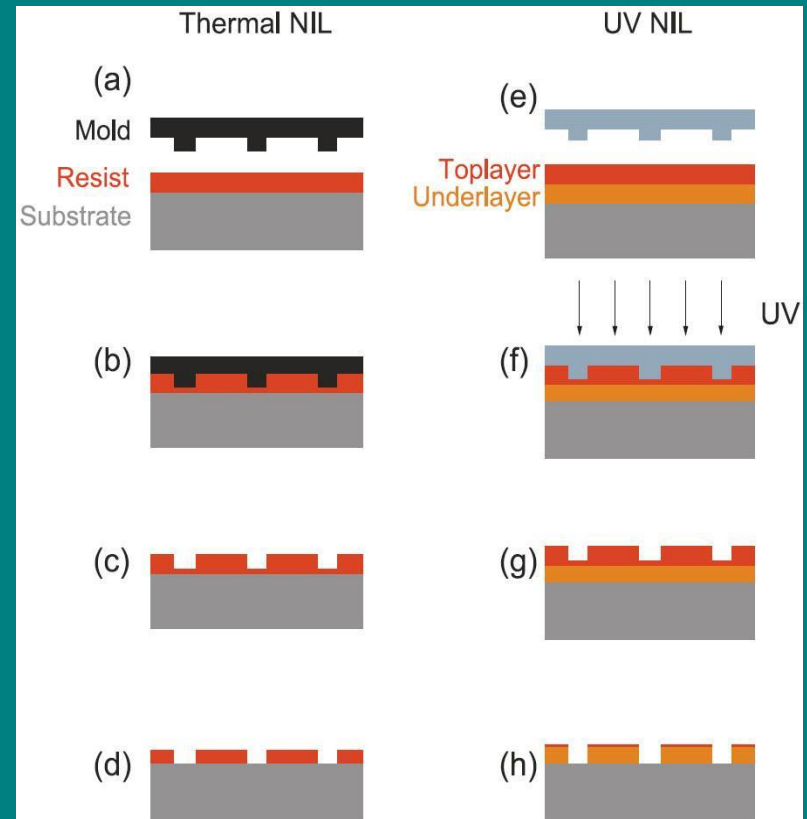 Thermal NIL
(a)
Mold
Resist
Substrate
(b)
(c)
(d)
UV NIL
(e)
Toplayer
Underlayer
UV
(f)
(g)
(h)